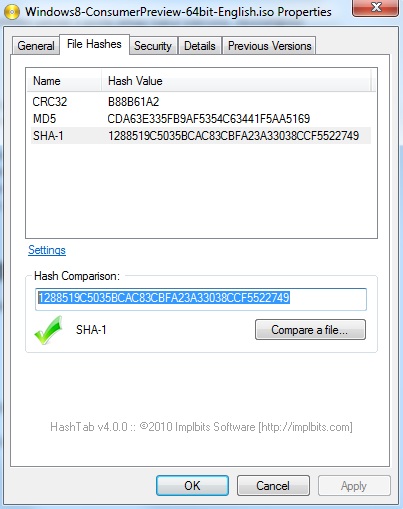 Windows8-ConsumerPreview-64bit-English.iso Properties
General File Hashes Security Details Previous Versions
Name Hash Value
CRC32 B88B61A2
MD5 CDA63E335FB9AF5354C63441F5AA5169
SHA-1 1288519C5035BCAC83CBFA23A33038CCF5522749
Settings
Hash Comparison:
1288519C5035BCAC83CBFA23A33038CCF5522749
SHA-1 Compare a file...
HashTab v4.0.0 :: ©2010 Implbits Software [http://implbits.com]
OK Cancel Apply